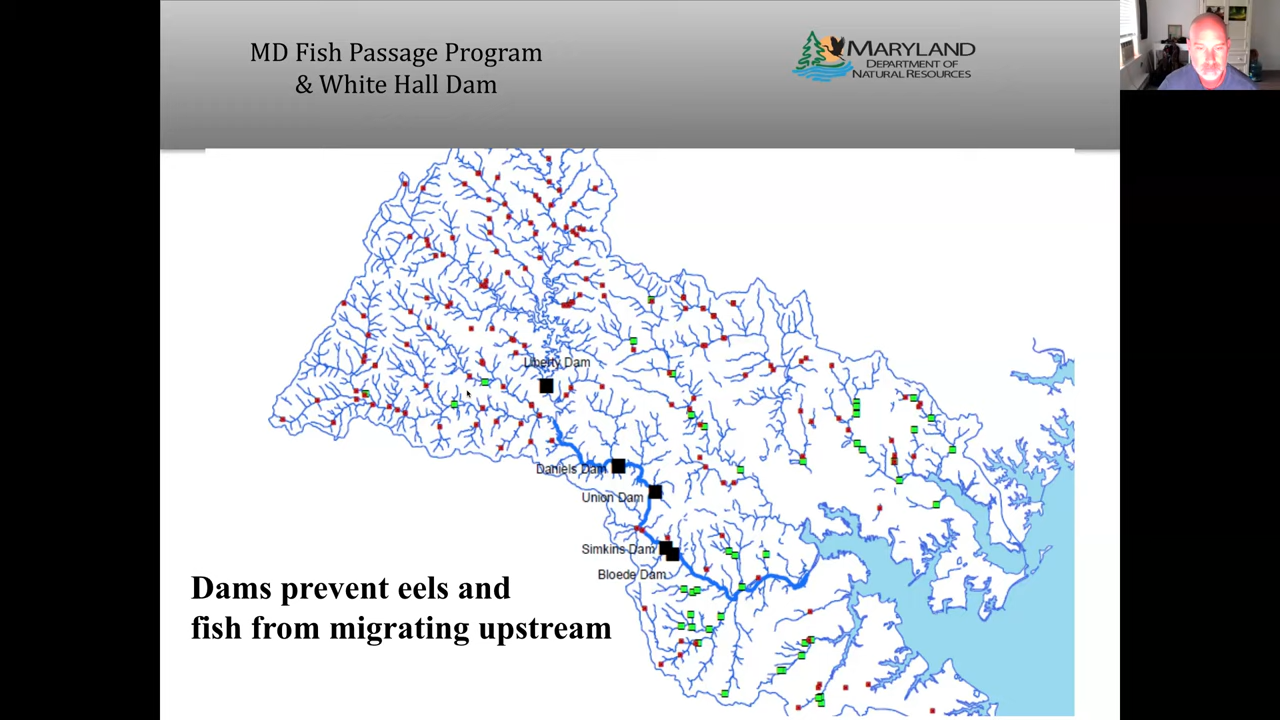 MD Fish Passage Program
& White Hall Dam
MARYLAND
DEPARTMENT OF
NATURAL RESOURCES
Liberty Dam
Daniels Dam
Union Dam
Simkins Dam
Bloede Dam
Dams prevent eels and
fish from migrating upstream